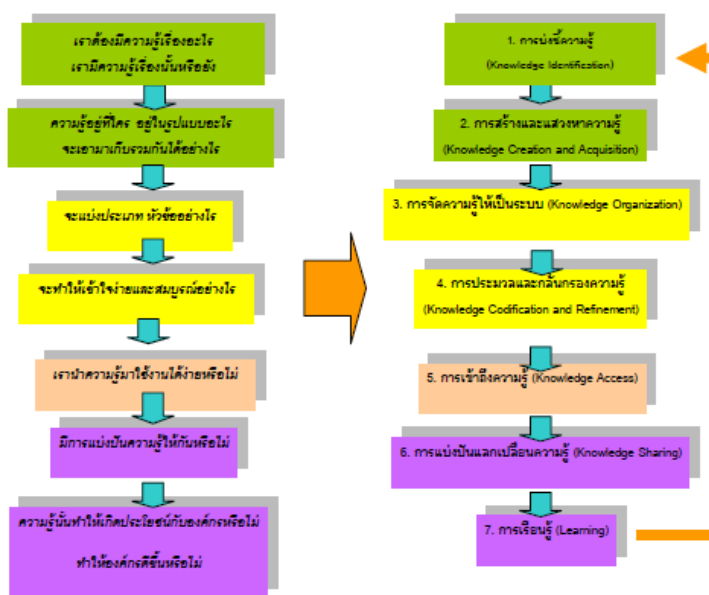 เราต้องมีความรู้เรื่องอะไร
เรามีความรู้เรื่องนั้นหรือยัง
ความรู้อยู่ที่ใคร อยู่ในรูปแบบอะไร
จะเอามาเก็บรวมกันได้อย่างไร
จะแบ่งประเภท หัวข้ออย่างไร
จะทำให้เข้าใจง่ายและสมบูรณ์อย่างไร
เรานำความรู้มาใช้งานได้ง่ายหรือไม่
มีการแบ่งปันความรู้ให้กันหรือไม่
ความรู้นั้นทำให้เกิดประโยชน์กับองค์กรหรือไม่
ทำให้องค์กรดีขึ้นหรือไม่
1. การบ่งชี้ความรู้
(Knowledge Identification)
2. การสร้างและแสวงหาความรู้
(Knowledge Creation and Acquisition)
3. การจัดความรู้ให้เป็นระบบ (Knowledge Organization)
4. การประมวลและกลั่นกรองความรู้
(Knowledge Codification and Refinement)
5. การเข้าถึงความรู้ (Knowledge Access)
6. การแบ่งปันแลกเปลี่ยนความรู้ (Knowledge Sharing)
7. การเรียนรู้ (Learning)